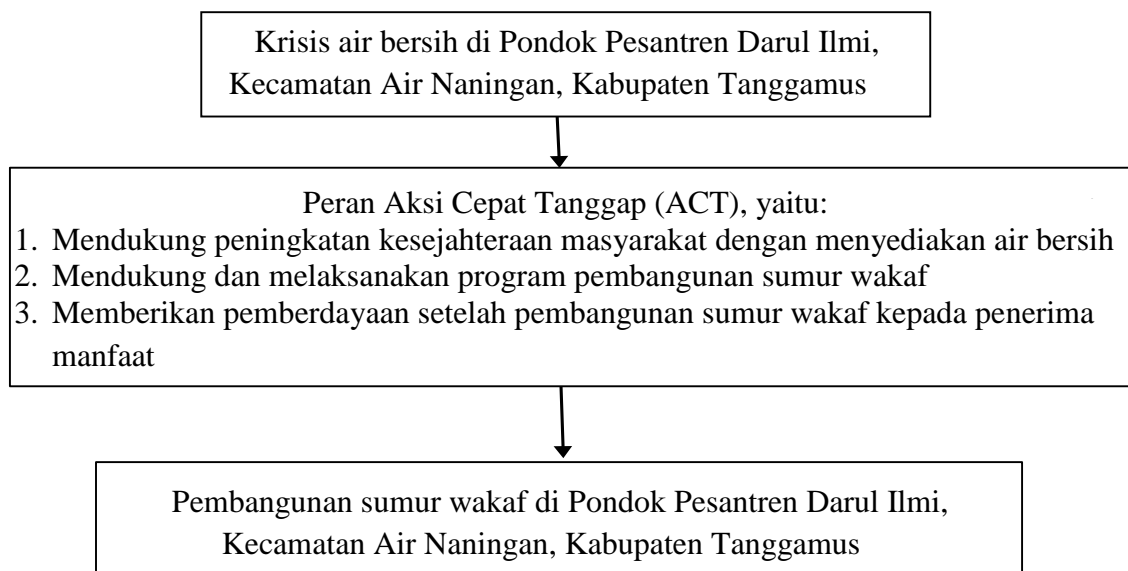 Krisis air bersih di Pondok Pesantren Darul Ilmi,
Kecamatan Air Naningan, Kabupaten Tanggamus
Peran Aksi Cepat Tanggap (ACT), yaitu:
1. Mendukung peningkatan kesejahteraan masyarakat dengan menyediakan air bersih
2. Mendukung dan melaksanakan program pembangunan sumur wakaf
3. Memberikan pemberdayaan setelah pembangunan sumur wakaf kepada penerima
manfaat
Pembangunan sumur wakaf di Pondok Pesantren Darul Ilmi,
Kecamatan Air Naningan, Kabupaten Tanggamus